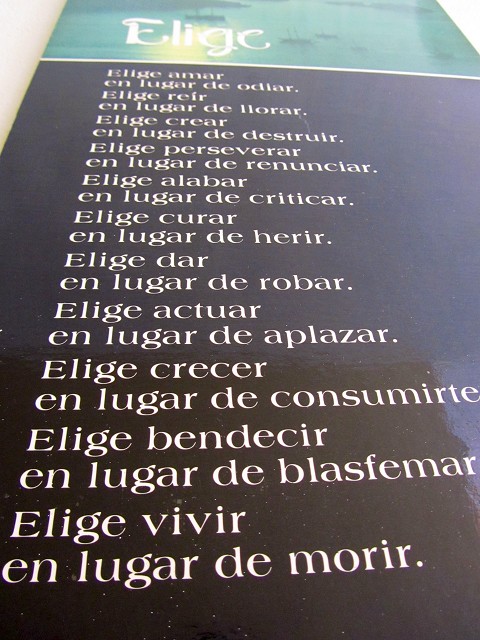 Elige
Elige amar
en lugar de odiar.
Elige reír
en lugar de llorar.
Elige crear
en lugar de destruir.
Elige perseverar
en lugar de renunciar.
Elige alabar
en lugar de criticar.
Elige curar
en lugar de herir.
Elige dar
en lugar de robar.
Elige actuar
en lugar de aplazar.
Elige crecer
en lugar de consumirte
Elige bendecir
en lugar de blasfemar
Elige vivir
en lugar de morir.